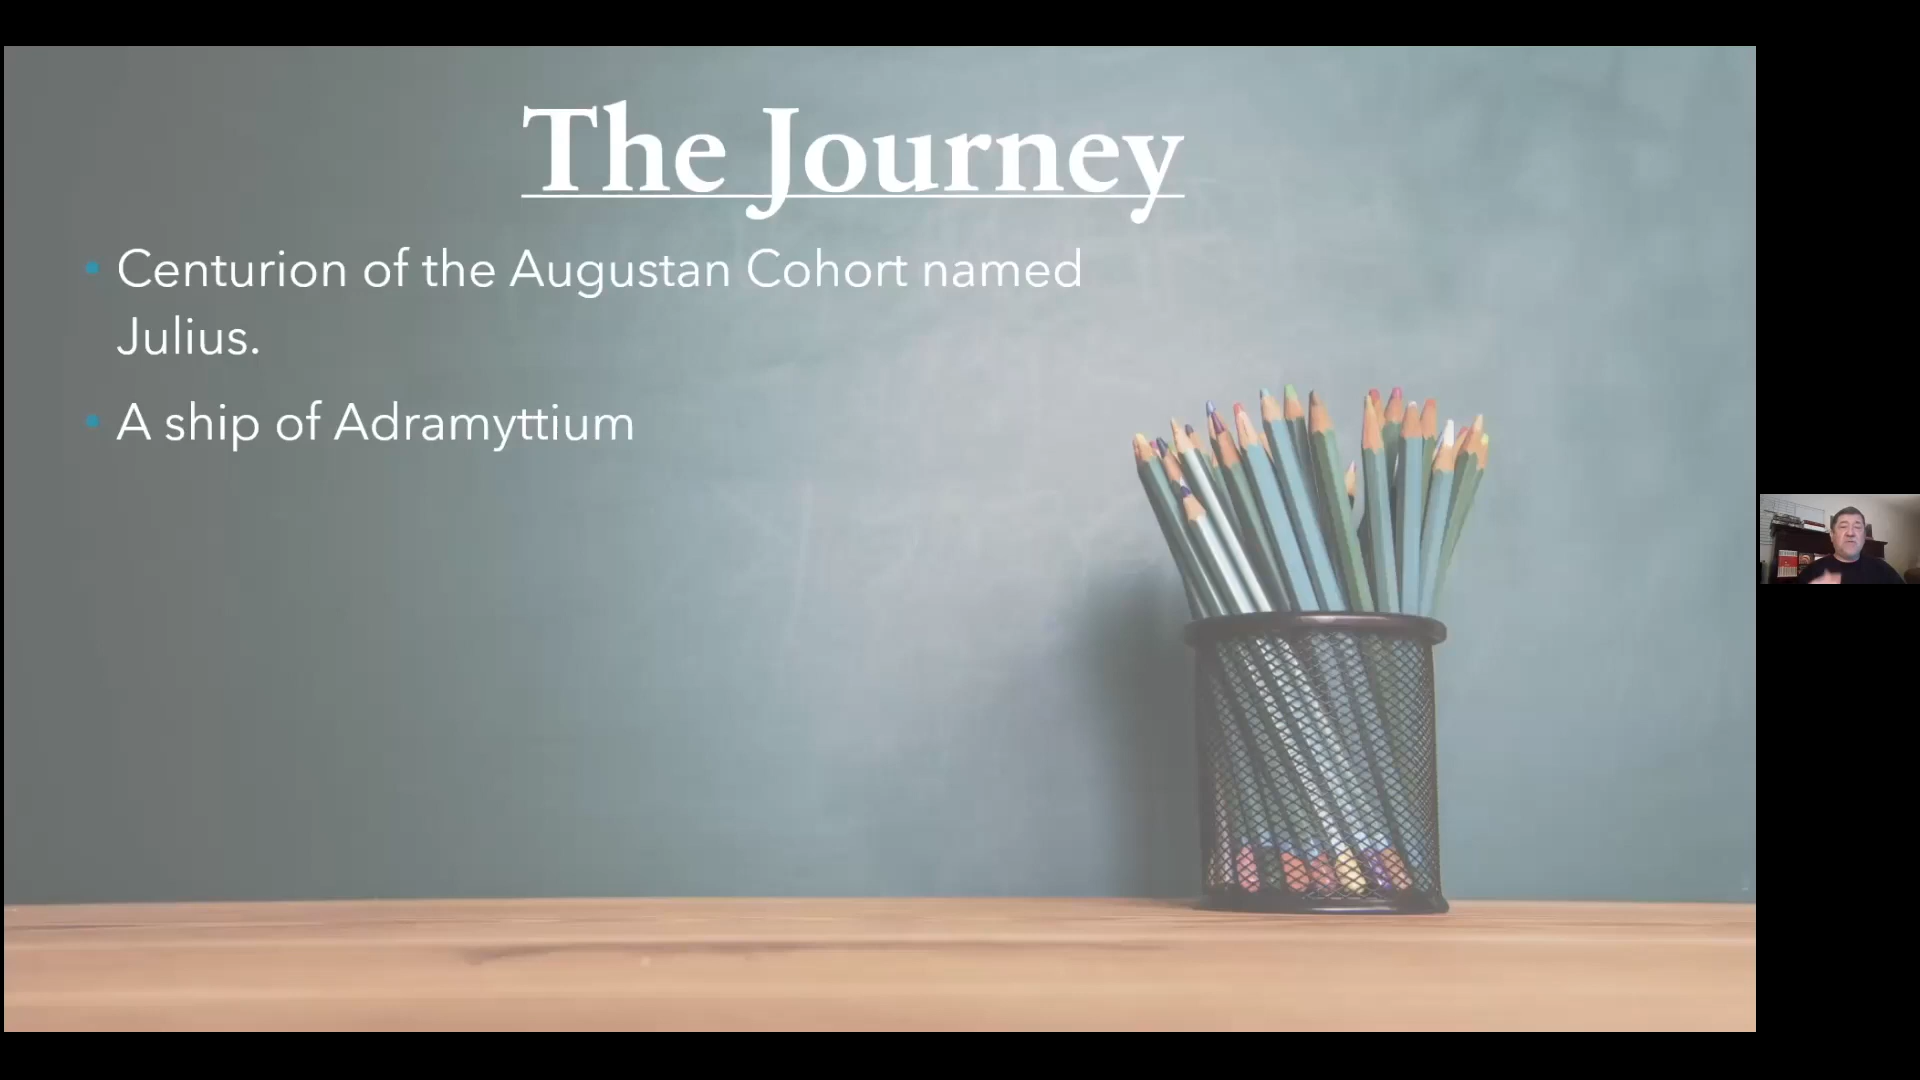 The Journey
• Centurion of the Augustan Cohort named
Julius.
• A ship of Adramyttium